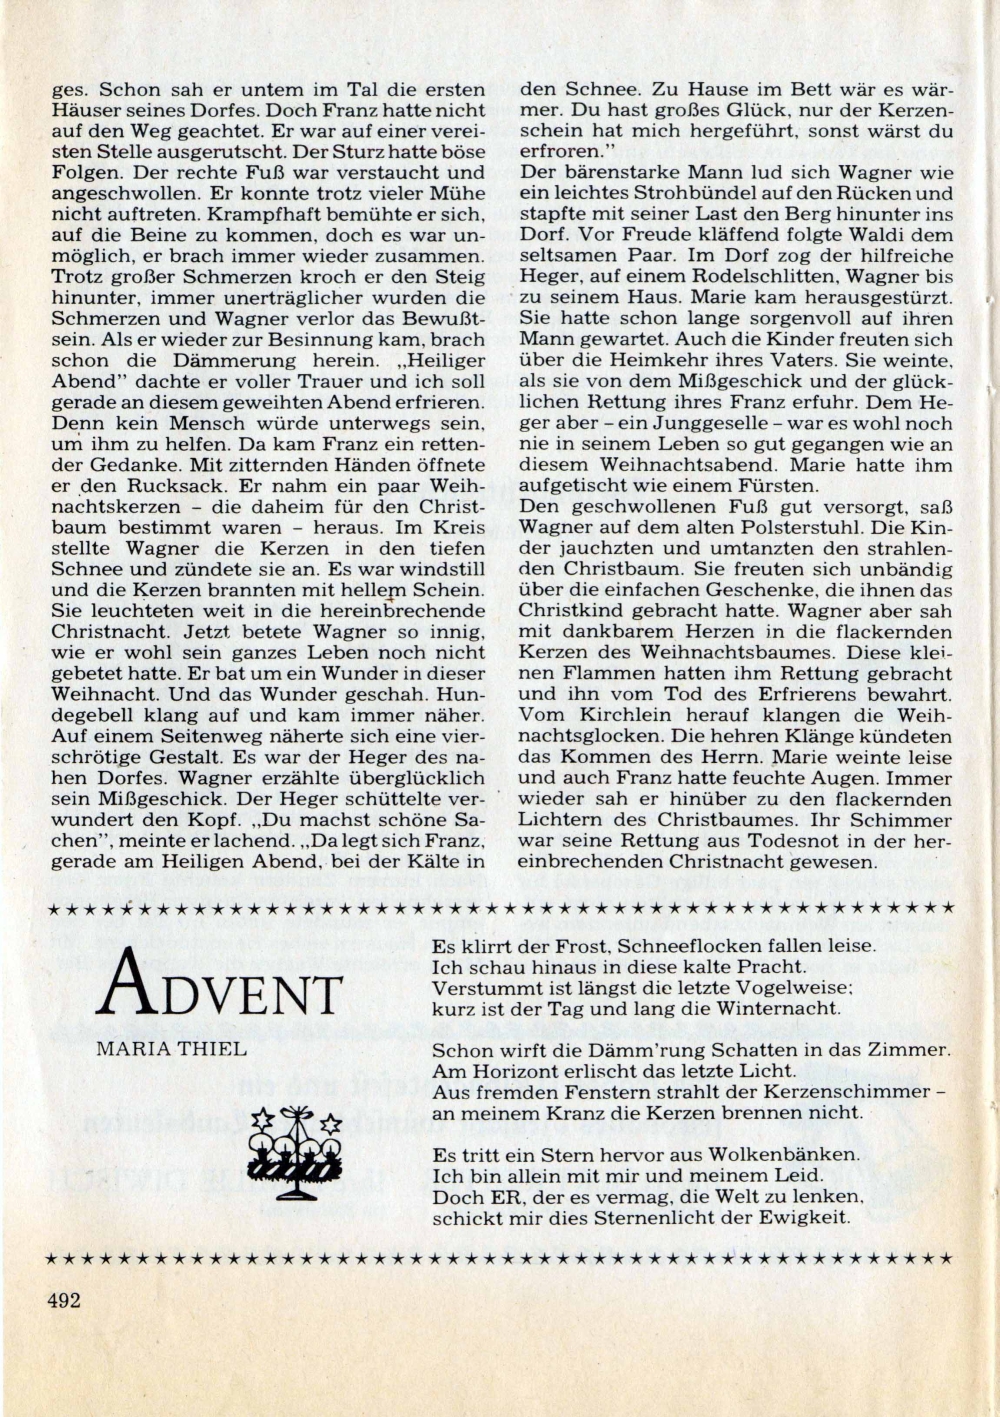 ges. Schon sah er untem im Tal die ersten
Häuser seines Dorfes. Doch Franz hatte nicht
auf den Weg geachtet. Er war auf einer verei-
sten Stelle ausgerutscht. Der Sturz hatte böse
Folgen. Der rechte Fuß war verstaucht und
angeschwollen. Er konnte trotz vieler Mühe
nicht auftreten. Krampfhaft bemühte er sich,
auf die Beine zu kommen, doch es war un-
möglich, er brach immer wieder zusammen.
Trotz großer Schmerzen kroch er den Steig
hinunter, immer unerträglicher wurden die
Schmerzen und Wagner verlor das Bewußt-
sein. Als er wieder zur Besinnung kam, brach
schon die Dämmerung herein. „Heiliger
Abend” dachte er voller Trauer und ich soll
gerade an diesem geweihten Abend erfrieren.
Denn kein Mensch würde unterwegs sein,
um ihm zu helfen. Da kam Franz ein retten-
der Gedanke. Mit zitternden Händen öffnete
er den Rucksack. Er nahm ein paar Weih-
nachtskerzen – die daheim für den Christ-
baum bestimmt waren – heraus. Im Kreis
stellte Wagner die Kerzen in den tiefen
Schnee und zündete sie an. Es war windstill
und die Kerzen brannten mit hellem Schein.
Sie leuchteten weit in die hereinbrechende
Christnacht. Jetzt betete Wagner so innig,
wie er wohl sein ganzes Leben noch nicht
gebetet hatte. Er bat um ein Wunder in dieser
Weihnacht. Und das Wunder geschah. Hun-
degebell klang auf und kam immer näher.
Auf einem Seitenweg näherte sich eine vier-
schrötige Gestalt. Es war der Heger des na-
hen Dorfes. Wagner erzählte überglücklich
sein Mißgeschick. Der Heger schüttelte ver-
wundert den Kopf. „Du machst schöne Sa-
chen”, meinte er lachend. „Da legt sich Franz,
gerade am Heiligen Abend, bei der Kälte in
den Schnee. Zu Hause im Bett wär es wär-
mer. Du hast großes Glück, nur der Kerzen-
schein hat mich hergeführt, sonst wärst du
erfroren.”
Der bärenstarke Mann lud sich Wagner wie
ein leichtes Strohbündel auf den Rücken und
stapfte mit seiner Last den Berg hinunter ins
Dorf. Vor Freude kläffend folgte Waldi dem
seltsamen Paar. Im Dorf zog der hilfreiche
Heger, auf einem Rodelschlitten, Wagner bis
zu seinem Haus. Marie kam herausgestürzt.
Sie hatte schon lange sorgenvoll auf ihren
Mann gewartet. Auch die Kinder freuten sich
über die Heimkehr ihres Vaters. Sie weinte,
als sie von dem Mißgeschick und der glück-
lichen Rettung ihres Franz erfuhr. Dem He-
ger aber – ein Junggeselle – war es wohl noch
nie in seinem Leben so gut gegangen wie an
diesem Weihnachtsabend. Marie hatte ihm
aufgetischt wie einem Fürsten.
Den geschwollenen Fuß gut versorgt, saß
Wagner auf dem alten Polsterstuhl. Die Kin-
der jauchzten und umtanzten den strahlen-
den Christbaum. Sie freuten sich unbändig
über die einfachen Geschenke, die ihnen das
Christkind gebracht hatte. Wagner aber sah
mit dankbarem Herzen in die flackernden
Kerzen des Weihnachtsbaumes. Diese klei-
nen Flammen hatten ihm Rettung gebracht
und ihn vom Tod des Erfrierens bewahrt.
Vom Kirchlein herauf klangen die Weih-
nachtsglocken. Die hehren Klänge kündeten
das Kommen des Herrn. Marie weinte leise
und auch Franz hatte feuchte Augen. Immer
wieder sah er hinüber zu den flackernden
Lichtern des Christbaumes. Ihr Schimmer
war seine Rettung aus Todesnot in der her-
einbrechenden Christnacht gewesen.
ADVENT
MARIA THIEL
Es klirrt der Frost, Schneeflocken fallen leise.
Ich schau hinaus in diese kalte Pracht.
Verstummt ist längst die letzte Vogelweise;
kurz ist der Tag und lang die Winternacht.
Schon wirft die Dämm’rung Schatten in das Zimmer.
Am Horizont erlischt das letzte Licht.
Aus fremden Fenstern strahlt der Kerzenschimmer –
an meinem Kranz die Kerzen brennen nicht.
Es tritt ein Stern hervor aus Wolkenbänken.
Ich bin allein mit mir und meinem Leid.
Doch ER, der es vermag, die Welt zu lenken,
schickt mir dies Sternenlicht der Ewigkeit.
492